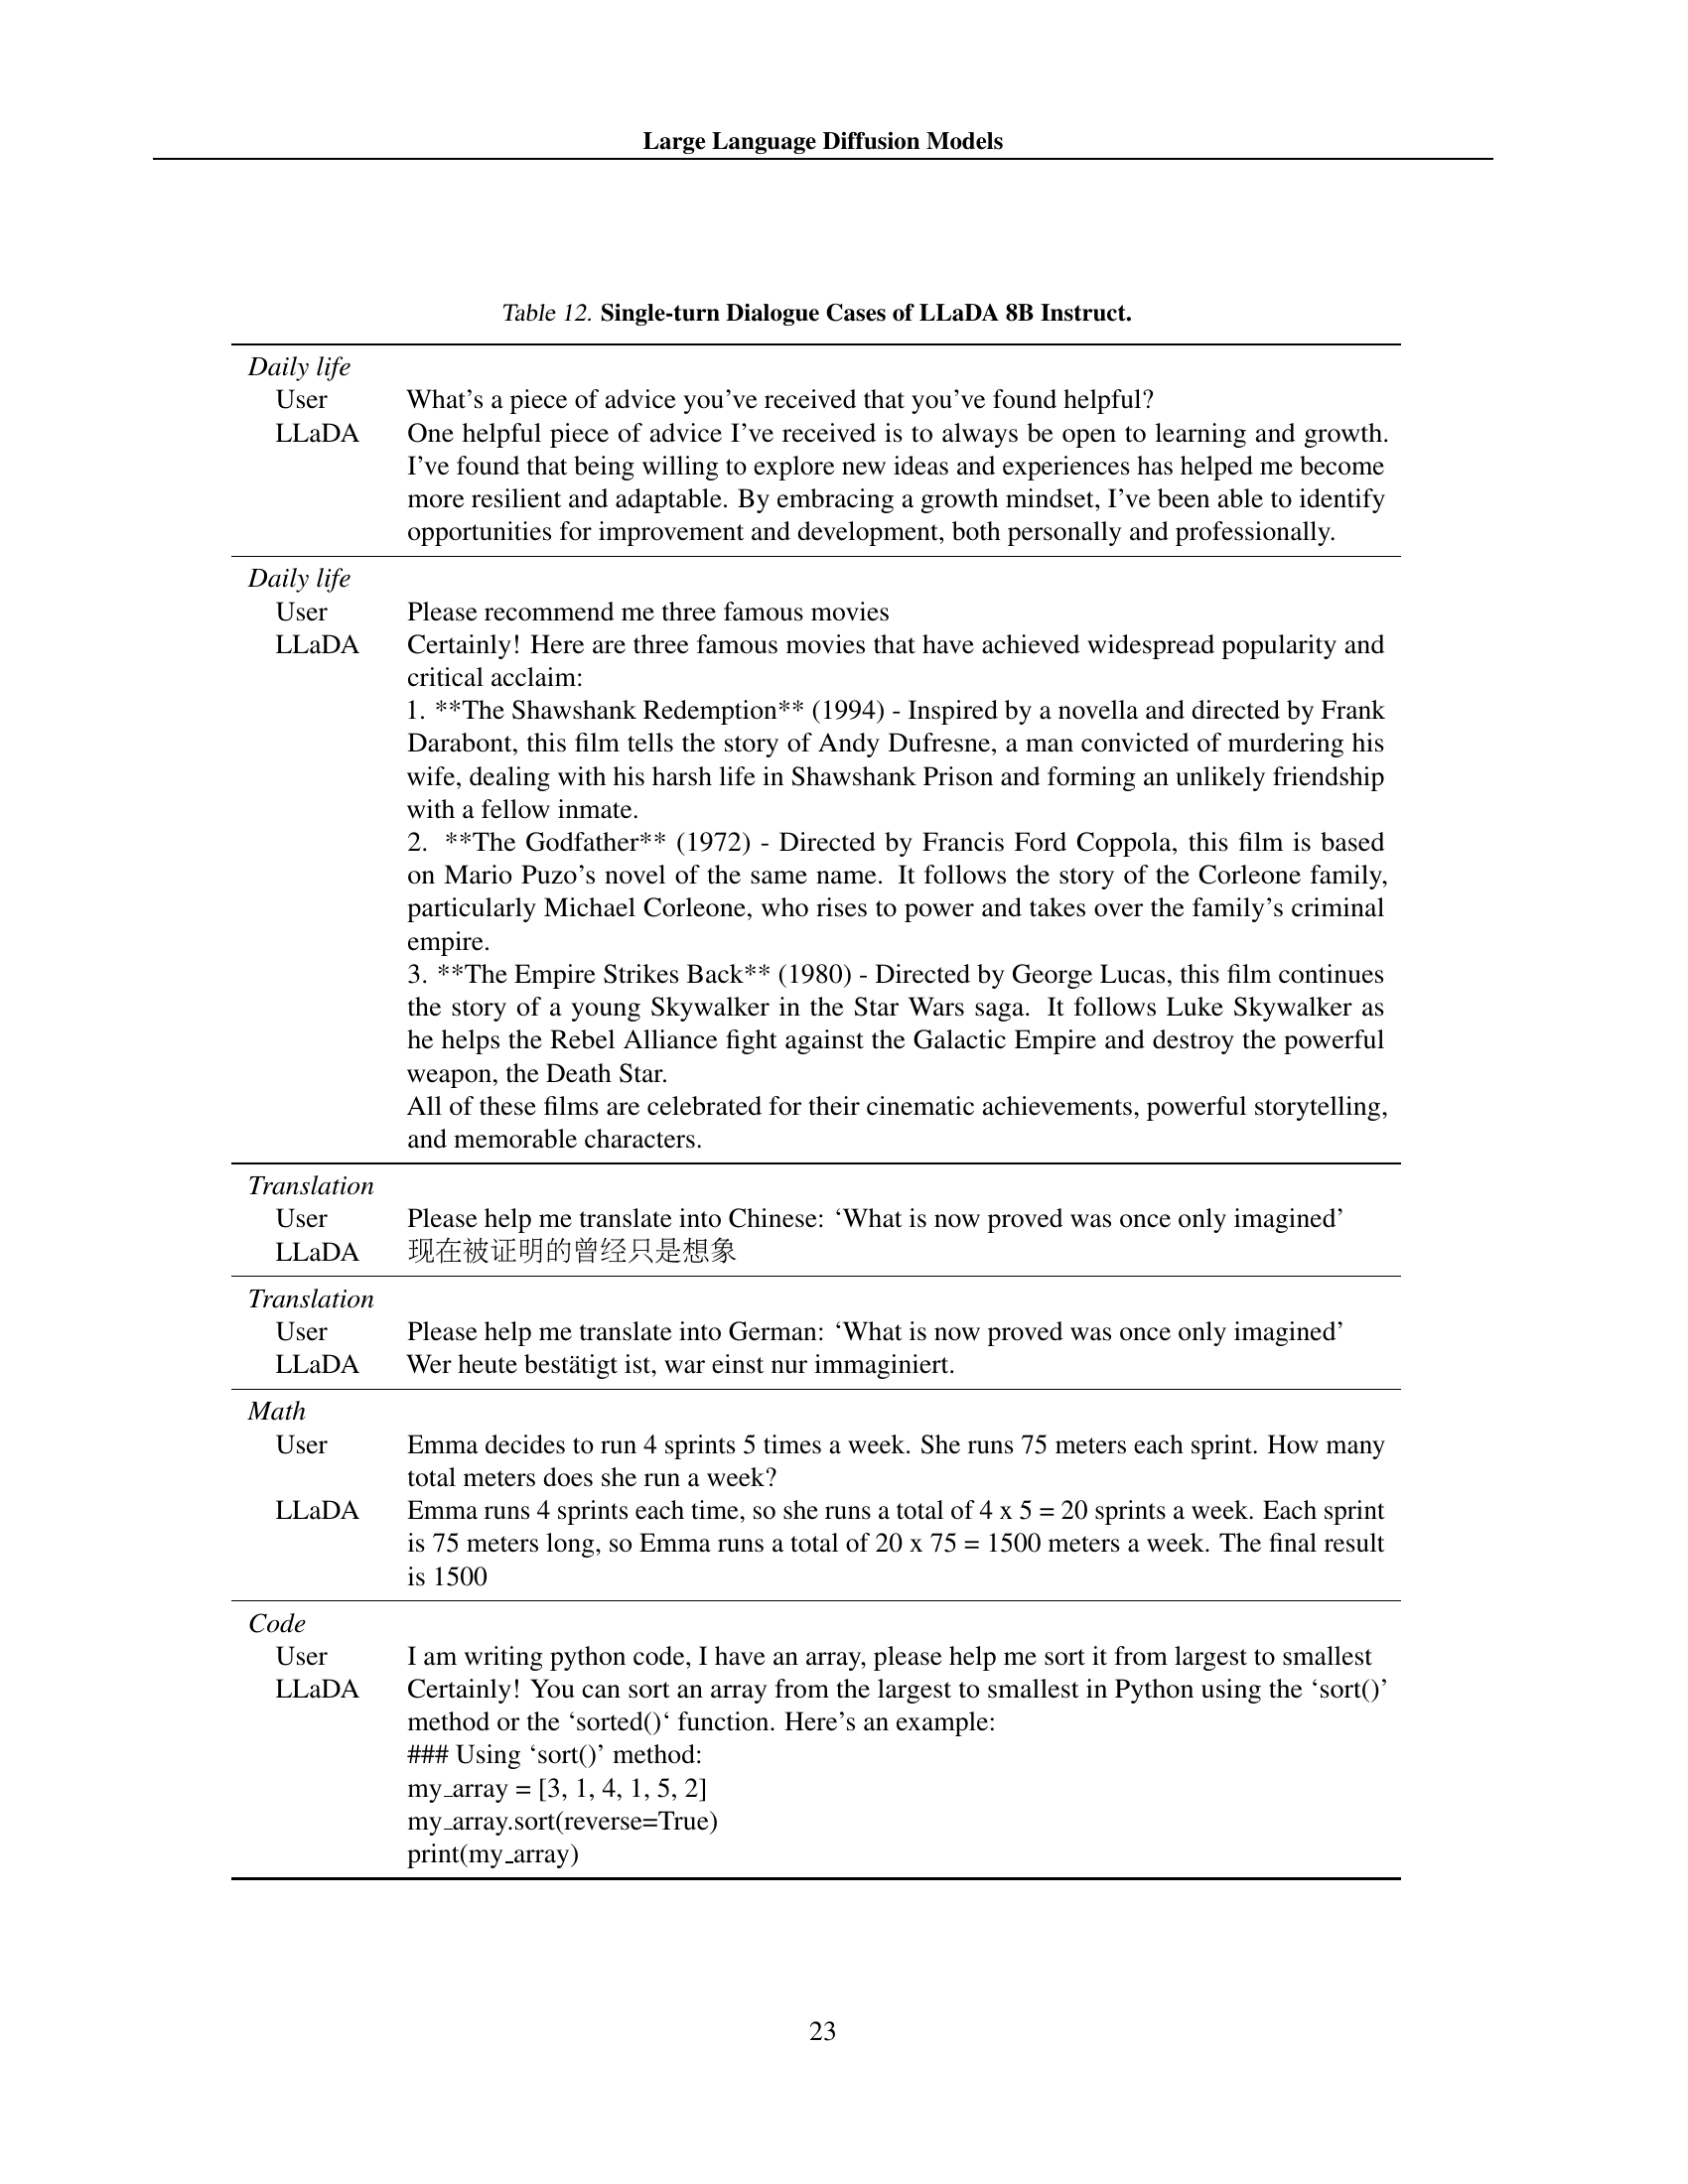 Large Language Diffusion Models
Table 12. Single-turn Dialogue Cases of LLaDA 8B Instruct.
Daily life
User What’s a piece of advice you’ve received that you’ve found helpful?
LLaDA One helpful piece of advice I’ve received is to always be open to learning and growth.
I’ve found that being willing to explore new ideas and experiences has helped me become
more resilient and adaptable. By embracing a growth mindset, I’ve been able to identify
opportunities for improvement and development, both personally and professionally.
Daily life
User Please recommend me three famous movies
LLaDA Certainly! Here are three famous movies that have achieved widespread popularity and
critical acclaim:
1. **The Shawshank Redemption** (1994) - Inspired by a novella and directed by Frank
Darabont, this film tells the story of Andy Dufresne, a man convicted of murdering his
wife, dealing with his harsh life in Shawshank Prison and forming an unlikely friendship
with a fellow inmate.
2. **The Godfather** (1972) - Directed by Francis Ford Coppola, this film is based
on Mario Puzo’s novel of the same name. It follows the story of the Corleone family,
particularly Michael Corleone, who rises to power and takes over the family’s criminal
empire.
3. **The Empire Strikes Back** (1980) - Directed by George Lucas, this film continues
the story of a young Skywalker in the Star Wars saga. It follows Luke Skywalker as
he helps the Rebel Alliance fight against the Galactic Empire and destroy the powerful
weapon, the Death Star.
All of these films are celebrated for their cinematic achievements, powerful storytelling,
and memorable characters.
Translation
User Please help me translate into Chinese: ‘What is now proved was once only imagined’
LLaDA 现在被证明的曾经只是想象
Translation
User Please help me translate into German: ‘What is now proved was once only imagined’
LLaDA Wer heute bestätigt ist, war einst nur immaginiert.
Math
User Emma decides to run 4 sprints 5 times a week. She runs 75 meters each sprint. How many
total meters does she run a week?
LLaDA Emma runs 4 sprints each time, so she runs a total of 4 x 5 = 20 sprints a week. Each sprint
is 75 meters long, so Emma runs a total of 20 x 75 = 1500 meters a week. The final result
is 1500
Code
User I am writing python code, I have an array, please help me sort it from largest to smallest
LLaDA Certainly! You can sort an array from the largest to smallest in Python using the ‘sort()’
method or the ‘sorted()‘ function. Here’s an example:
### Using ‘sort()’ method:
my_array = [3, 1, 4, 1, 5, 2]
my_array.sort(reverse=True)
print(my_array)
23